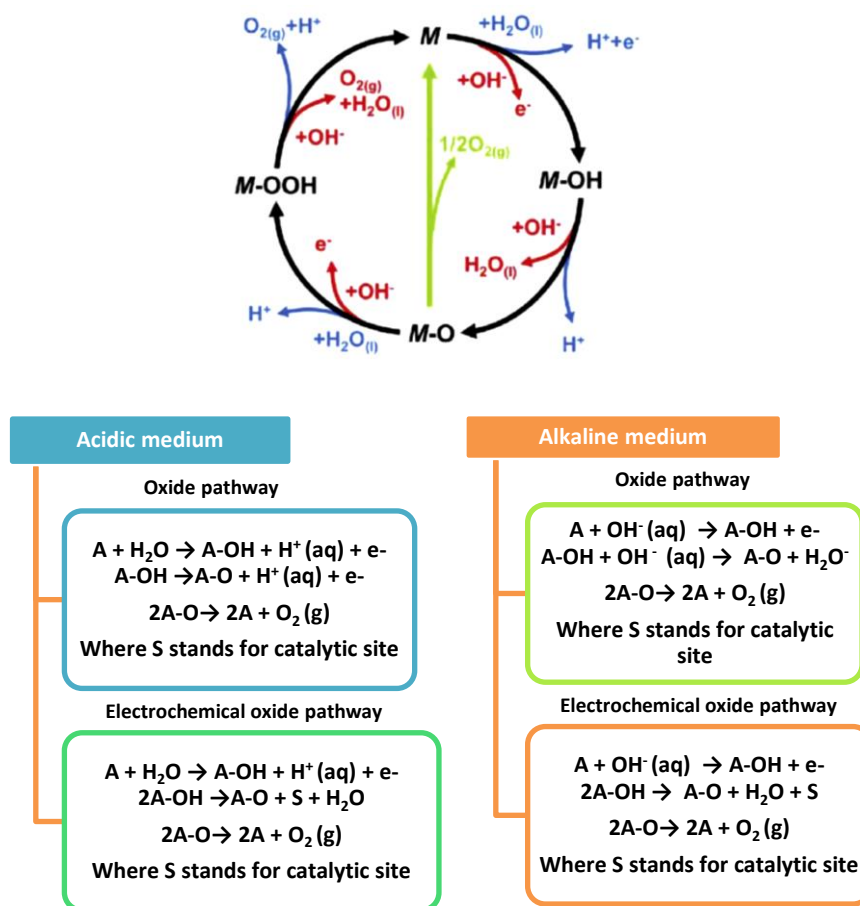 O₂(g)+H⁺
M
+H₂O(l)
H⁺+e⁻
O₂(g)
+H₂O(l)
+OH⁻
+OH⁻
e⁻
1/2O₂(g)
M-OOH
M-OH
+OH⁻
H₂O(l)
e⁻
+OH⁻
H⁺
+H₂O(l)
M-O
H⁺
Acidic medium
Oxide pathway
A + H₂O → A-OH + H⁺ (aq) + e-
A-OH →A-O + H⁺ (aq) + e-
2A-O→ 2A + O₂ (g)
Where S stands for catalytic site
Electrochemical oxide pathway
A + H₂O → A-OH + H⁺ (aq) + e-
2A-OH →A-O + S + H₂O
2A-O→ 2A + O₂ (g)
Where S stands for catalytic site
Alkaline medium
Oxide pathway
A + OH⁻ (aq) → A-OH + e-
A-OH + OH⁻ (aq) → A-O + H₂O⁻
2A-O→ 2A + O₂ (g)
Where S stands for catalytic
site
Electrochemical oxide pathway
A + OH⁻ (aq) → A-OH + e-
2A-OH → A-O + H₂O + S
2A-O→ 2A + O₂ (g)
Where S stands for catalytic site